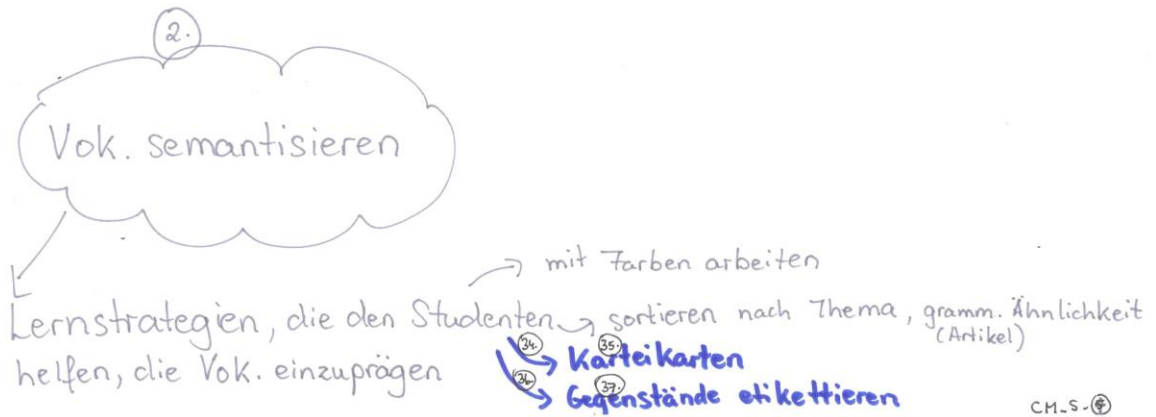 2.
Vok. semantisieren
mit Farben arbeiten
Lernstrategien, die den Studenten sortieren nach Thema, gramm. Ähnlichkeit
(Artikel)
34. 35. Karteikarten
helfen, die Vok. einzuprägen
36. 37. Gegenstände etikettieren
CM-S-